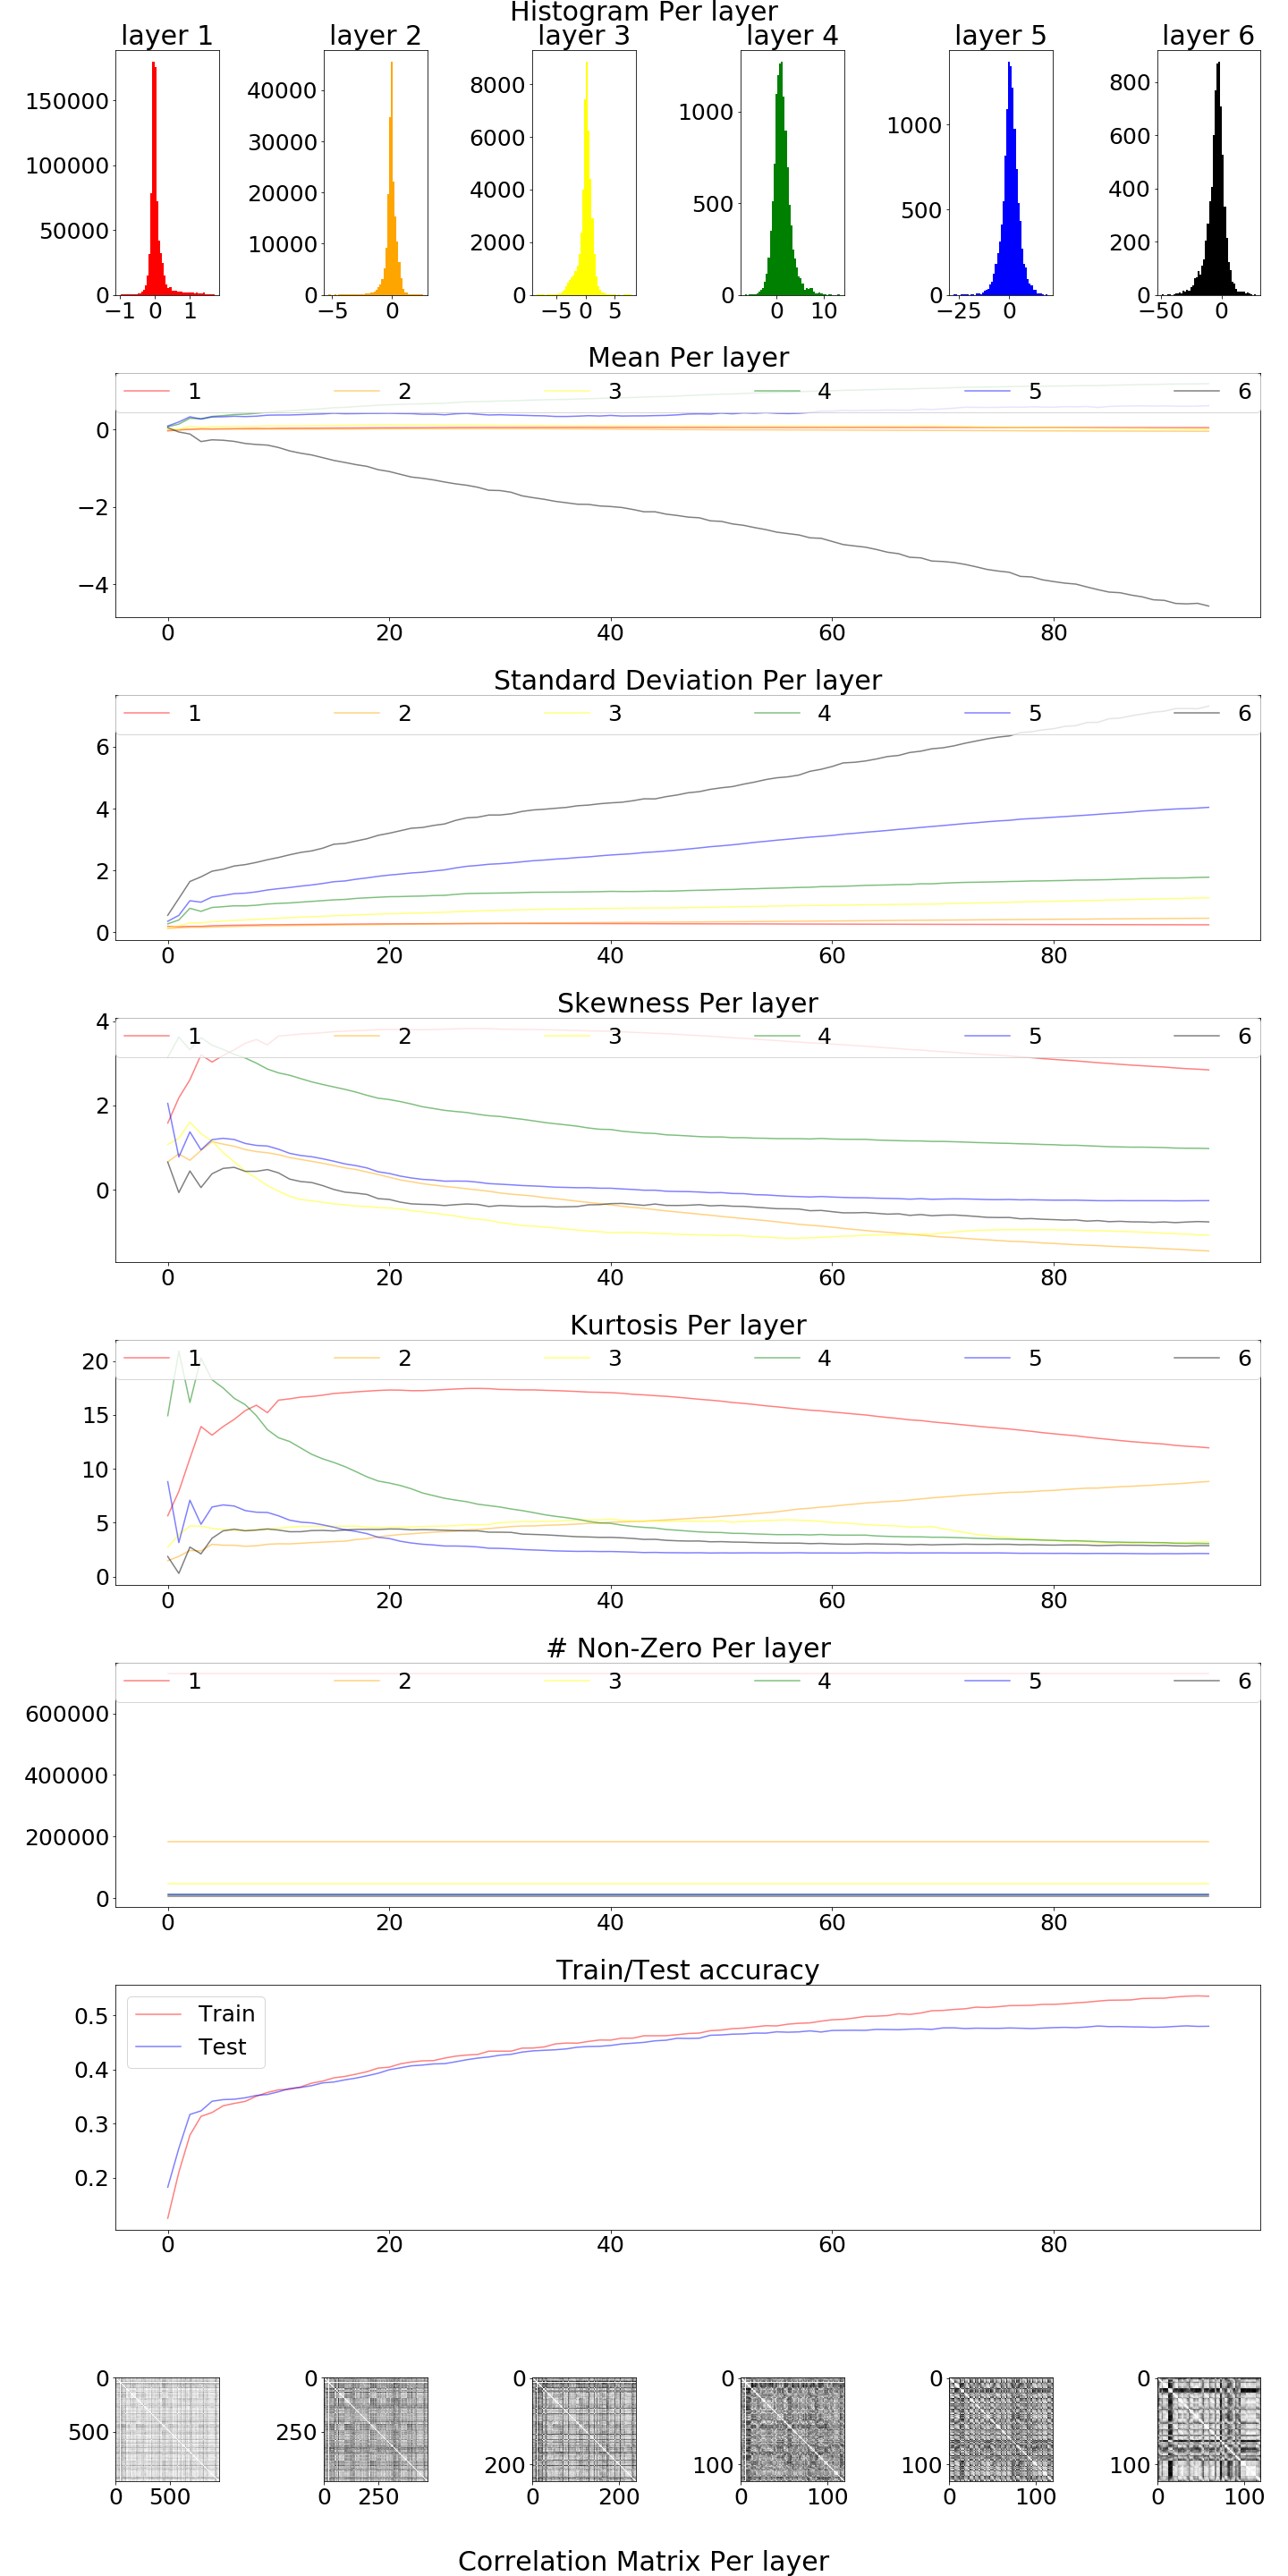 Histogram Per layer
layer 1 layer 2 layer 3 layer 4 layer 5 layer 6
150000 100000 50000 0
−1 0 1
40000 30000 20000 10000 0
−5 0
8000 6000 4000 2000 0
−5 0 5
1000 500 0
0 10
1000 500 0
−25 0
800 600 400 200 0
−50 0
Mean Per layer
1 2 3 4 5 6
0
−2
−4
0 20 40 60 80
Standard Deviation Per layer
1 2 3 4 5 6
6
4
2
0
0 20 40 60 80
Skewness Per layer
4
1 2 3 4 5 6
2
0
0 20 40 60 80
Kurtosis Per layer
20
1 2 3 4 5 6
15
10
5
0
0 20 40 60 80
# Non-Zero Per layer
1 2 3 4 5 6
600000
400000
200000
0
0 20 40 60 80
Train/Test accuracy
Train
Test
0.5
0.4
0.3
0.2
0 20 40 60 80
0 500
0 500
0 250
0 250
0 200
0 200
0 100
0 100
0 100
0 100
0 100
0 100
Correlation Matrix Per layer